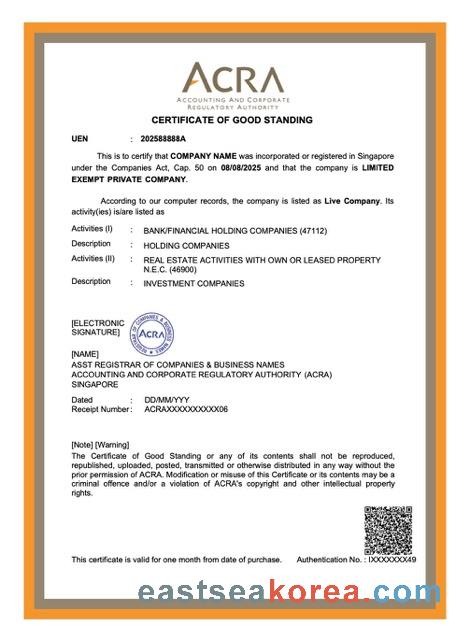 ACRA
ACCOUNTING AND CORPORATE
REGULATORY AUTHORITY
CERTIFICATE OF GOOD STANDING
UEN : 202588888A
This is to certify that COMPANY NAME was incorporated or registered in Singapore
under the Companies Act, Cap. 50 on 08/08/2025 and that the company is LIMITED
EXEMPT PRIVATE COMPANY.
According to our computer records, the company is listed as Live Company. Its
activity(ies) is/are listed as
Activities (I) : BANK/FINANCIAL HOLDING COMPANIES (47112)
Description : HOLDING COMPANIES
Activities (II) : REAL ESTATE ACTIVITIES WITH OWN OR LEASED PROPERTY
N.E.C. (46900)
Description : INVESTMENT COMPANIES
[ELECTRONIC
SIGNATURE]
ACRA
[NAME]
ASST REGISTRAR OF COMPANIES & BUSINESS NAMES
ACCOUNTING AND CORPORATE REGULATORY AUTHORITY (ACRA)
SINGAPORE
Dated : DD/MM/YYY
Receipt Number : ACRAXXXXXXXXXX06
[Note] [Warning]
The Certificate of Good Standing or any of its contents shall not be reproduced,
republished, uploaded, posted, transmitted or otherwise distributed in any way without the
prior permission of ACRA. Modification or misuse of this Certificate or its contents may be a
criminal offence and/or a violation of ACRA's copyright and other intellectual property
rights.
This certificate is valid for one month from date of purchase. Authentication No. : IXXXXXXX49
eastseakorea.com